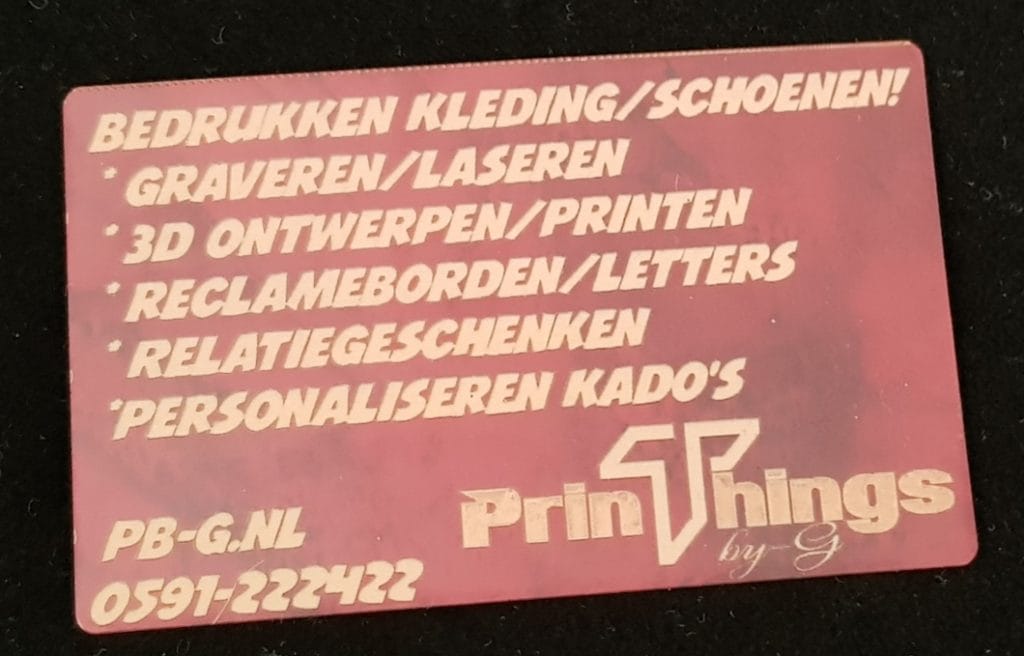 BEDRUKKEN KLEDING/SCHOENEN!
* GRAVEREN/LASEREN
* 3D ONTWERPEN/PRINTEN
* RECLAMEBORDEN/LETTERS
* RELATIEGESCHENKEN
*PERSONALISEREN KADO'S
PrinThings
by-G
PB-G.NL
0591-222422